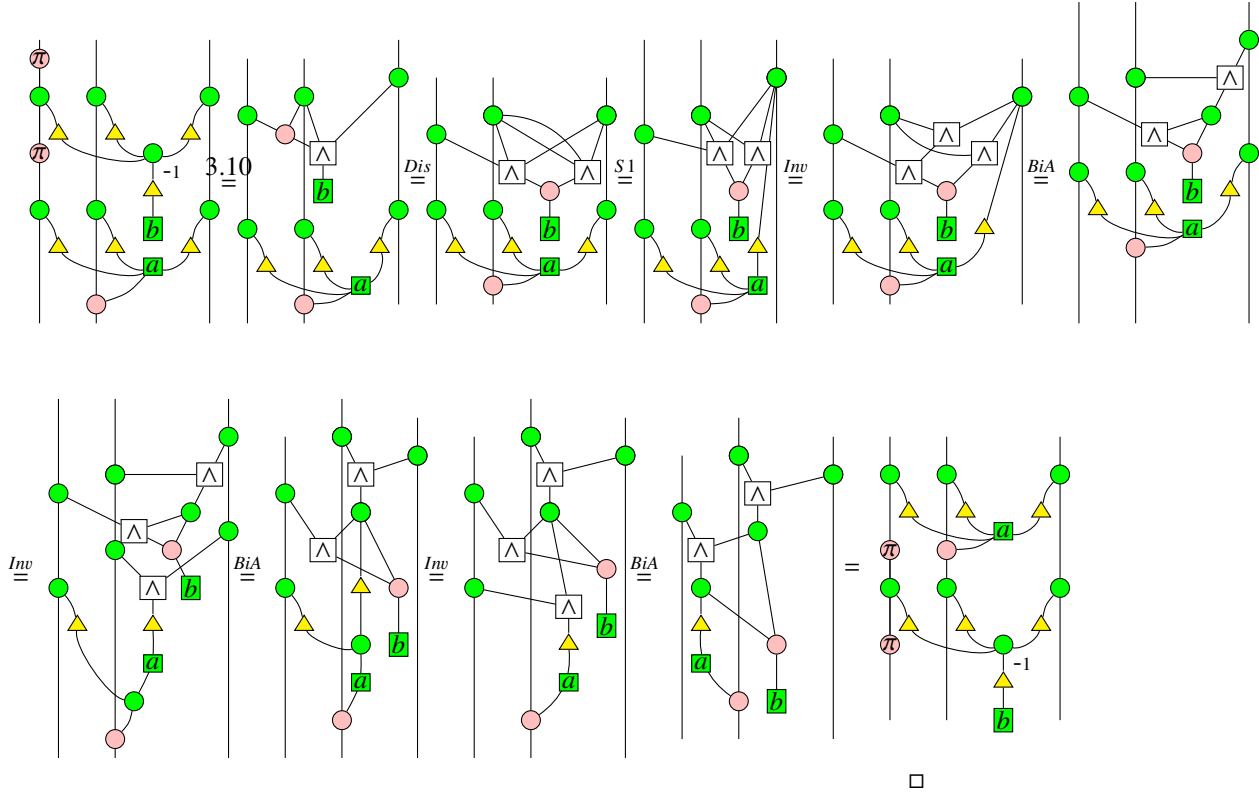 π
π
-1
b
a
3.10
=
∧
b
a
Dis
=
∧
∧
b
a
S1
=
∧
∧
b
a
Inv
=
∧
∧
b
a
BiA
=
∧
∧
b
a
Inv
=
∧
∧
∧
b
a
BiA
=
∧
∧
b
a
Inv
=
∧
∧
∧
b
a
BiA
=
∧
∧
a
b
=
a
π
π
-1
b
□